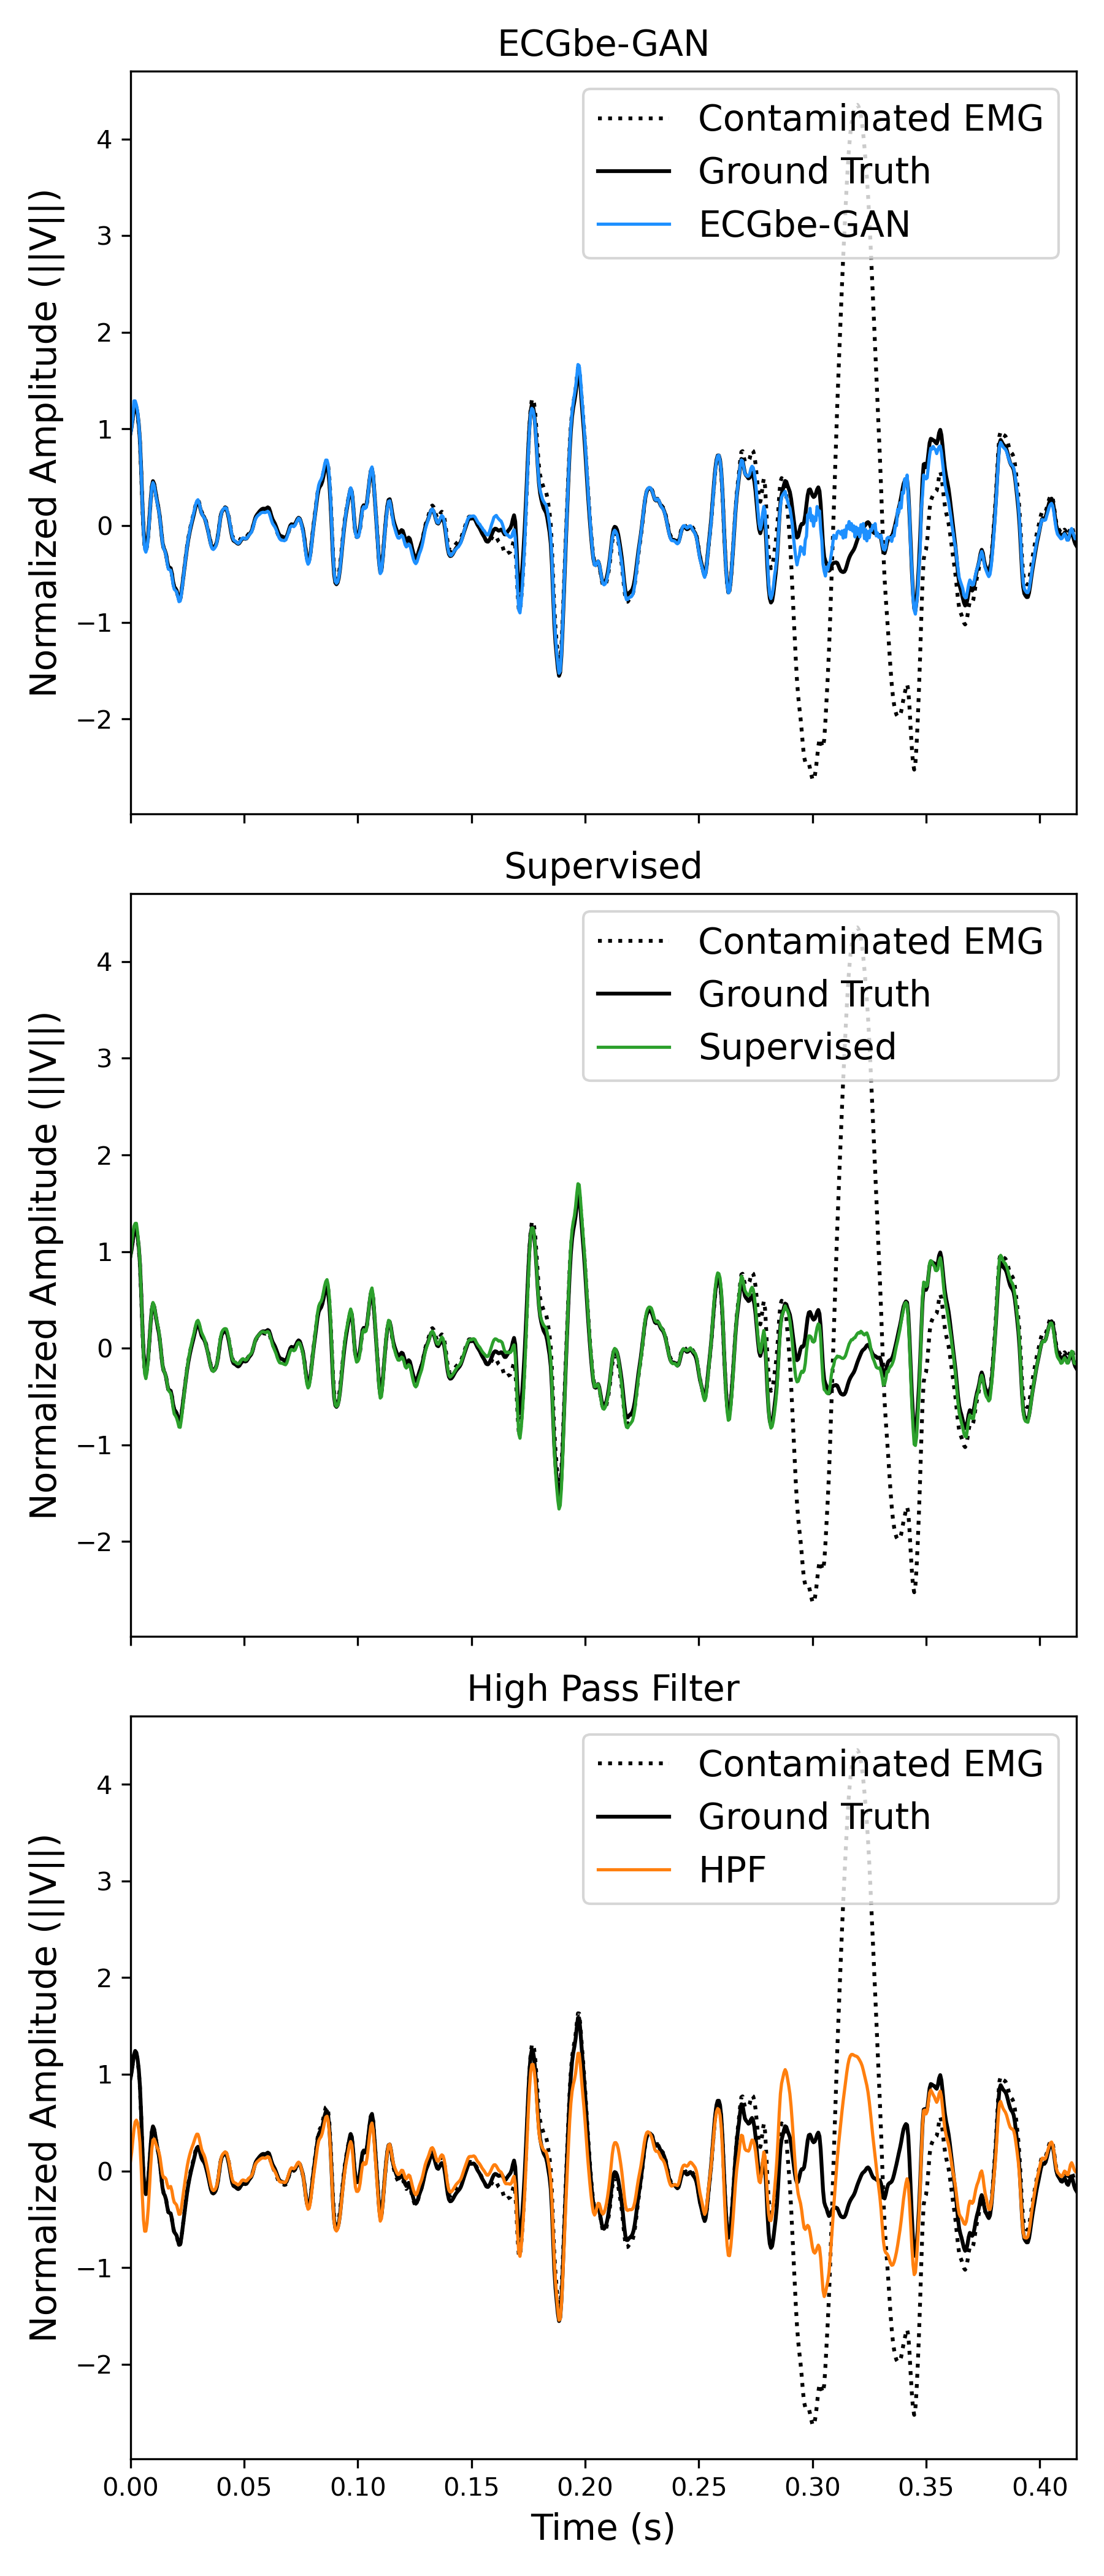 ECGbe-GAN
Contaminated EMG
Ground Truth
ECGbe-GAN
Normalized Amplitude (||V||)
4
3
2
1
0
−1
−2
Supervised
Contaminated EMG
Ground Truth
Supervised
Normalized Amplitude (||V||)
4
3
2
1
0
−1
−2
High Pass Filter
Contaminated EMG
Ground Truth
HPF
Normalized Amplitude (||V||)
4
3
2
1
0
−1
−2
0.00 0.05 0.10 0.15 0.20 0.25 0.30 0.35 0.40
Time (s)